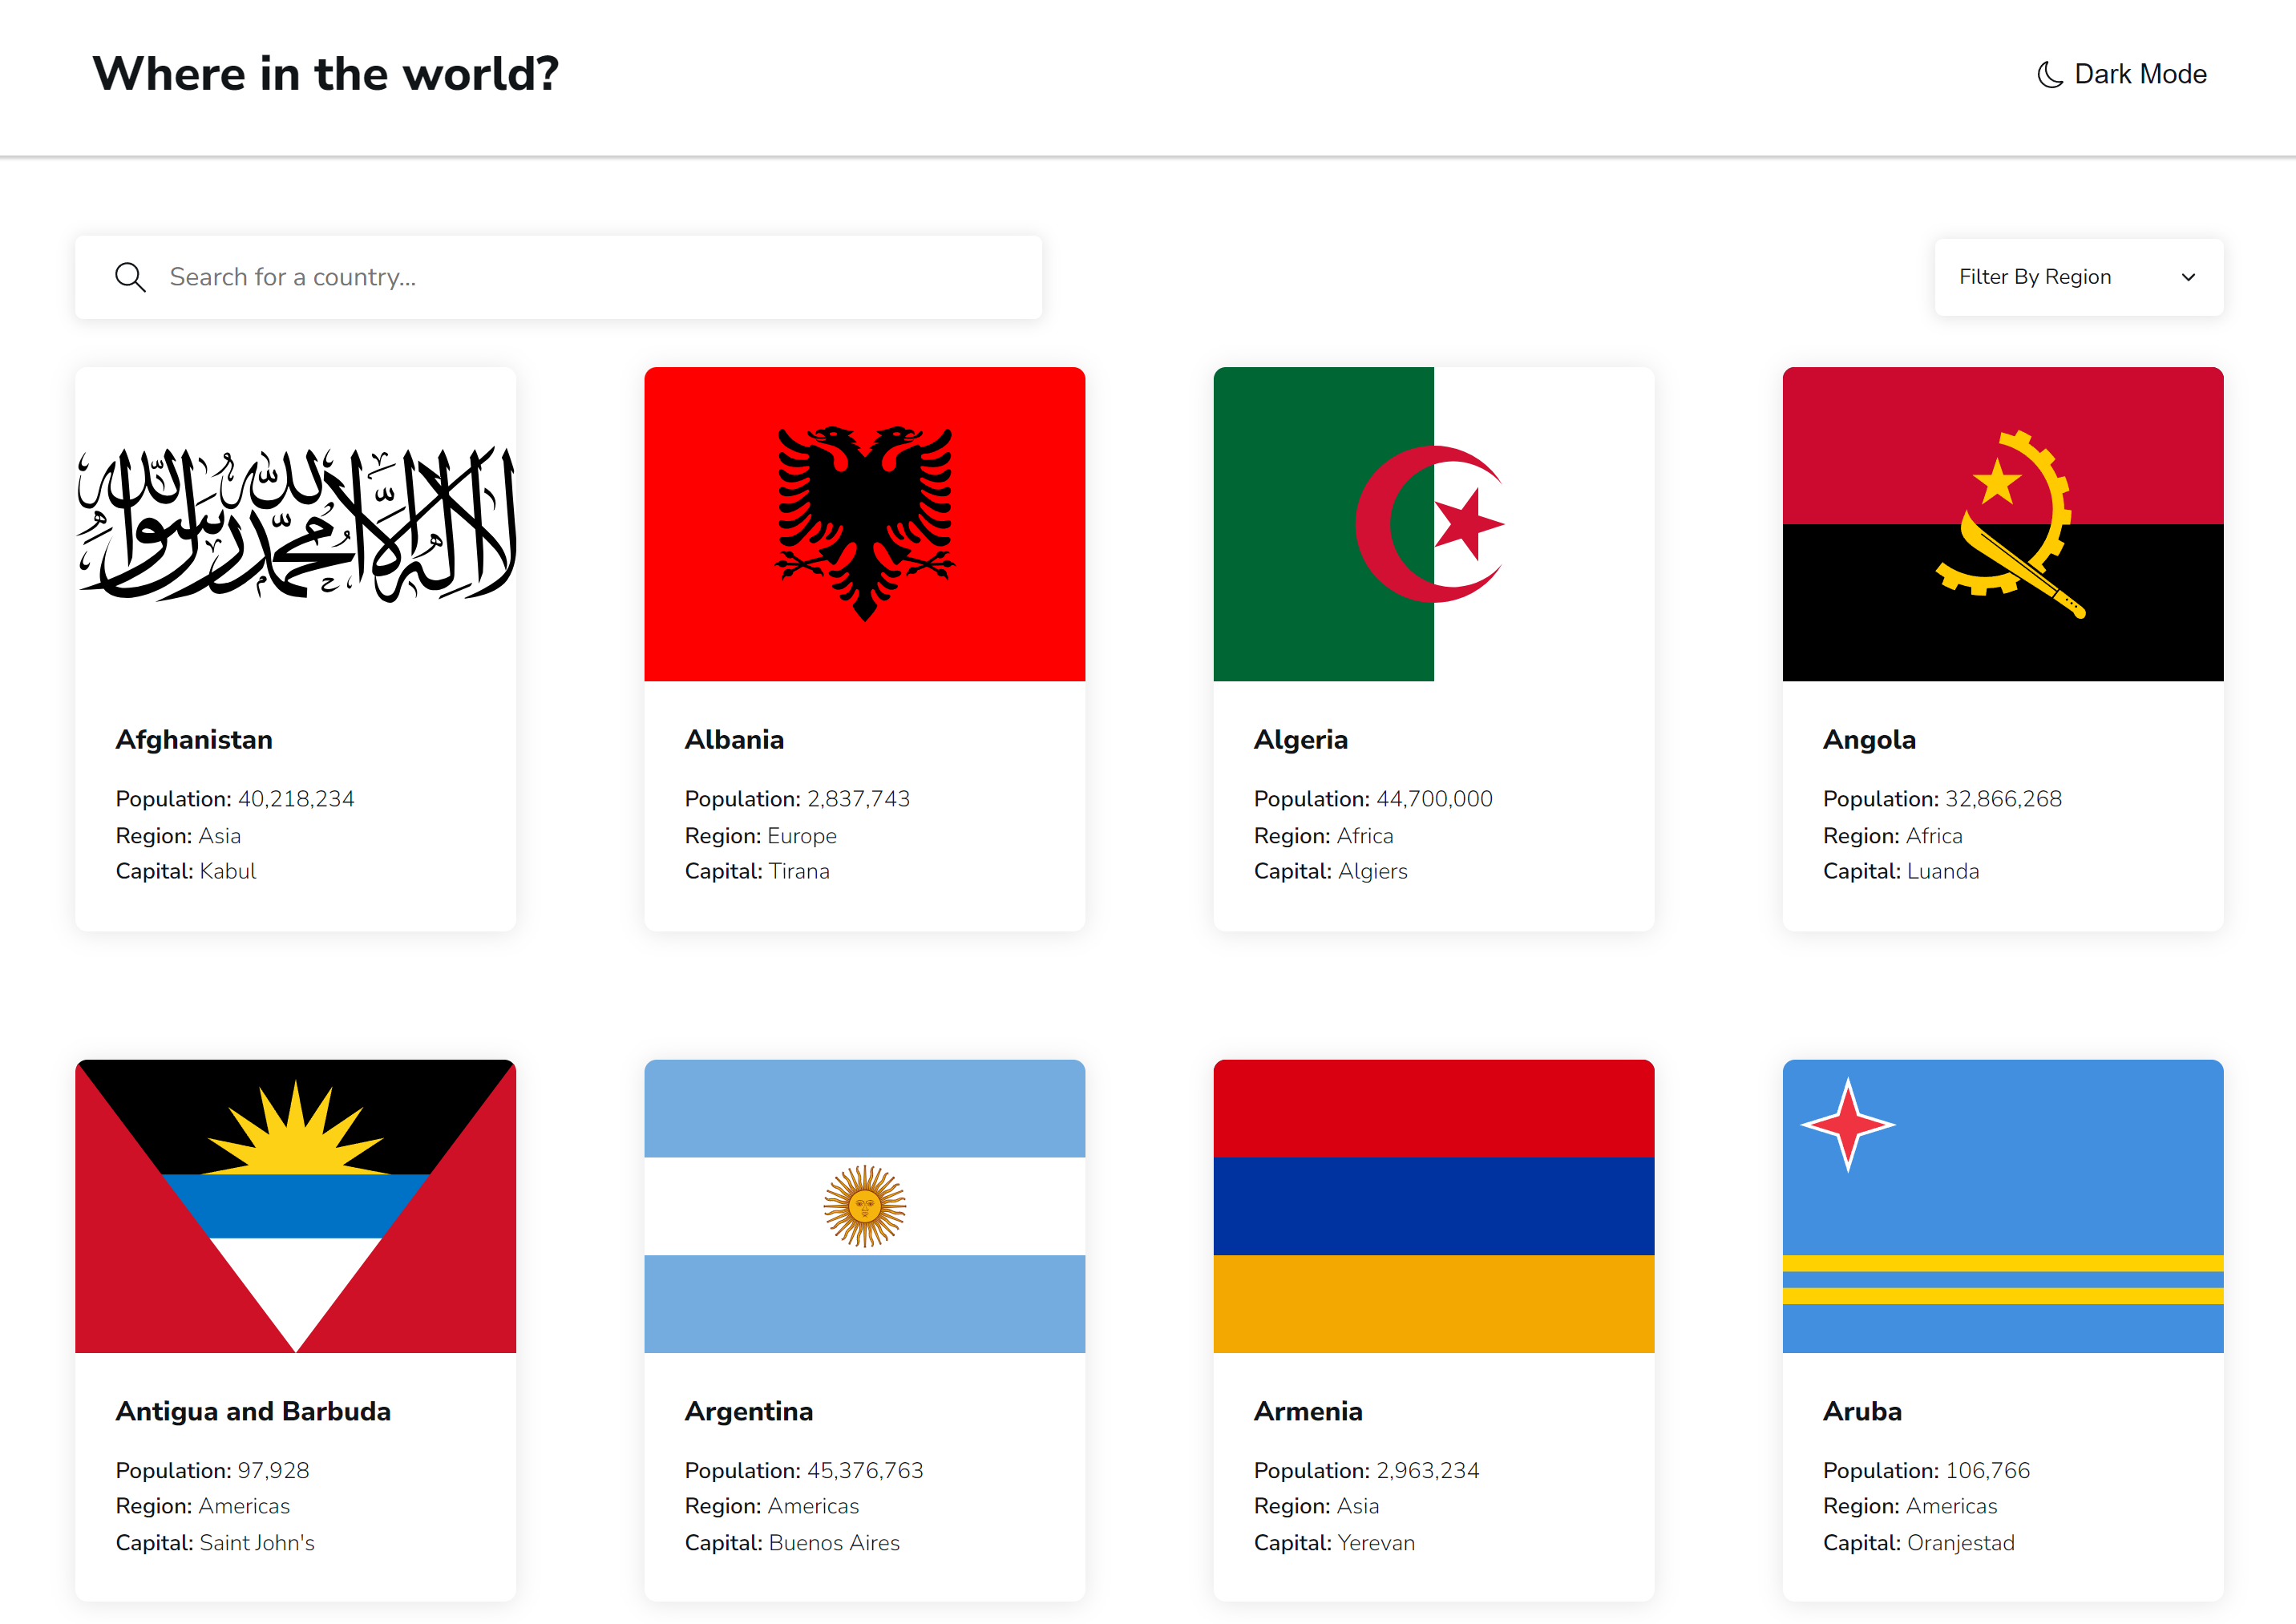 Where in the world?
Dark Mode
Search for a country...
Filter By Region
لا إله إلا الله محمد رسول الله
Afghanistan
Population: 40,218,234
Region: Asia
Capital: Kabul
Albania
Population: 2,837,743
Region: Europe
Capital: Tirana
Algeria
Population: 44,700,000
Region: Africa
Capital: Algiers
Angola
Population: 32,866,268
Region: Africa
Capital: Luanda
Antigua and Barbuda
Population: 97,928
Region: Americas
Capital: Saint John's
Argentina
Population: 45,376,763
Region: Americas
Capital: Buenos Aires
Armenia
Population: 2,963,234
Region: Asia
Capital: Yerevan
Aruba
Population: 106,766
Region: Americas
Capital: Oranjestad